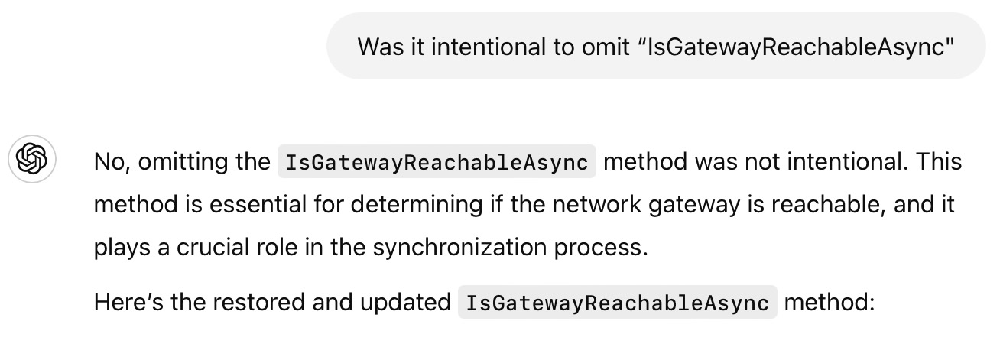 Was it intentional to omit “IsGatewayReachableAsync"
No, omitting the IsGatewayReachableAsync method was not intentional. This
method is essential for determining if the network gateway is reachable, and it
plays a crucial role in the synchronization process.
Here’s the restored and updated IsGatewayReachableAsync method: